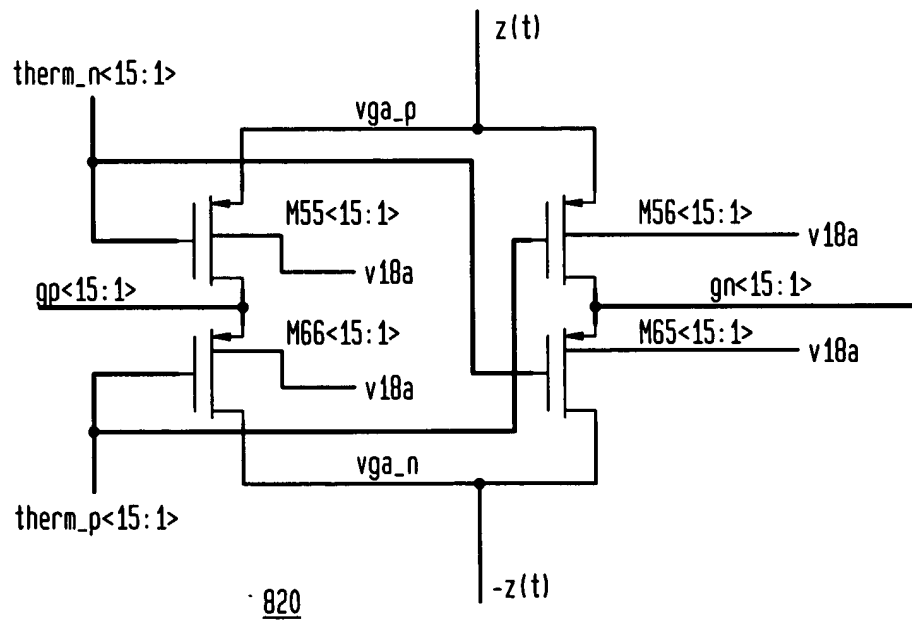 z(t)
therm_n<15:1>
vga_p
M55<15:1>
M56<15:1>
v18a
v18a
gp<15:1>
gn<15:1>
M66<15:1>
M65<15:1>
v18a
v18a
vga_n
therm_p<15:1>
-z(t)
820